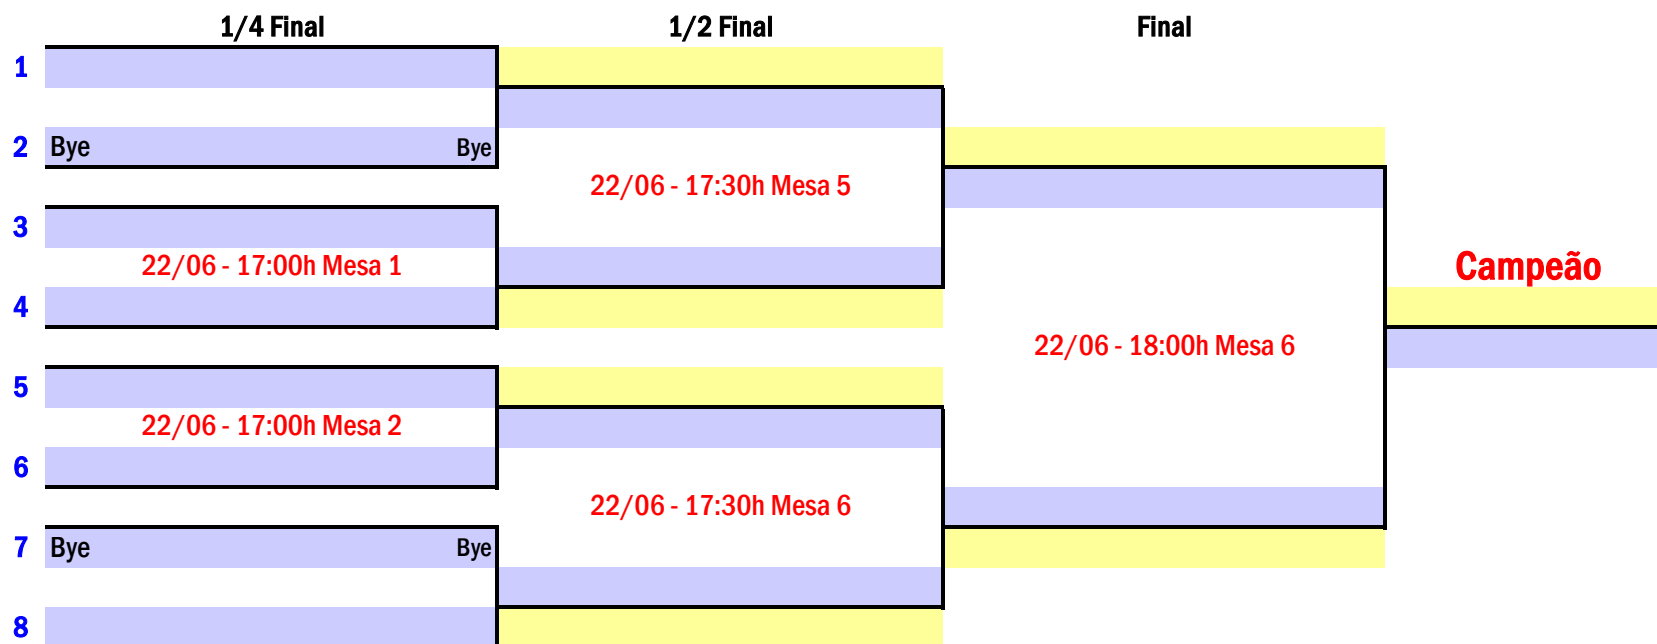 1/4 Final 1/2 Final Final
1
2 Bye Bye
22/06 - 17:30h Mesa 5
3
22/06 - 17:00h Mesa 1 Campeão
4
22/06 - 18:00h Mesa 6
5
22/06 - 17:00h Mesa 2
6
22/06 - 17:30h Mesa 6
7 Bye Bye
8